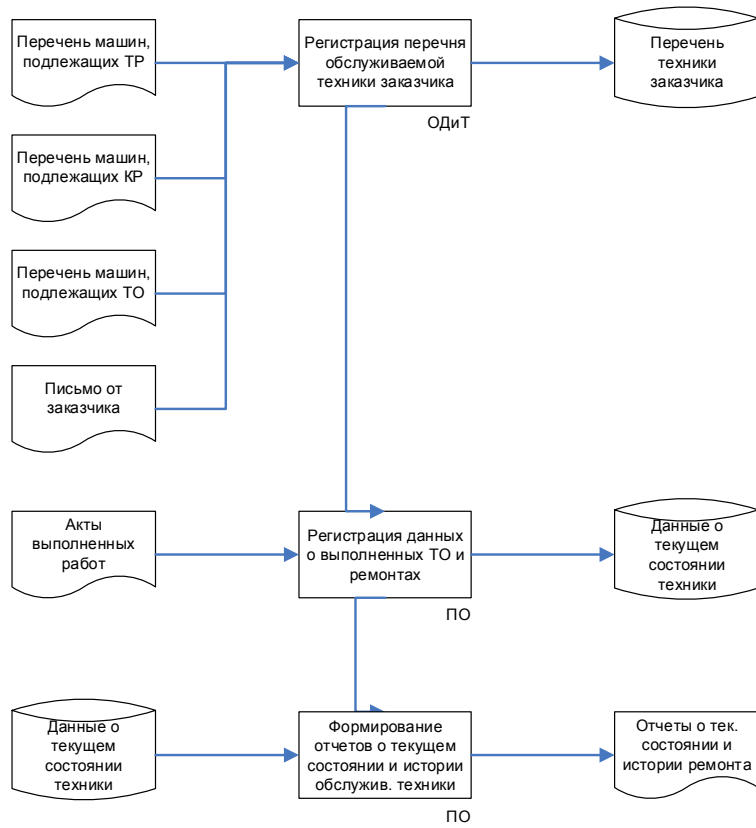 Перечень машин,
подлежащих ТР
Регистрация перечня
обслуживаемой
техники заказчика
ОДиТ
Перечень
техники
заказчика
Перечень машин,
подлежащих КР
Перечень машин,
подлежащих ТО
Письмо от
заказчика
Акты
выполненных
работ
Регистрация данных
о выполненных ТО и
ремонтах
ПО
Данные о
текущем
состоянии
техники
Данные о
текущем
состоянии
техники
Формирование
отчетов о текущем
состоянии и истории
обслужив. техники
ПО
Отчеты о тек.
состоянии и
истории ремонта